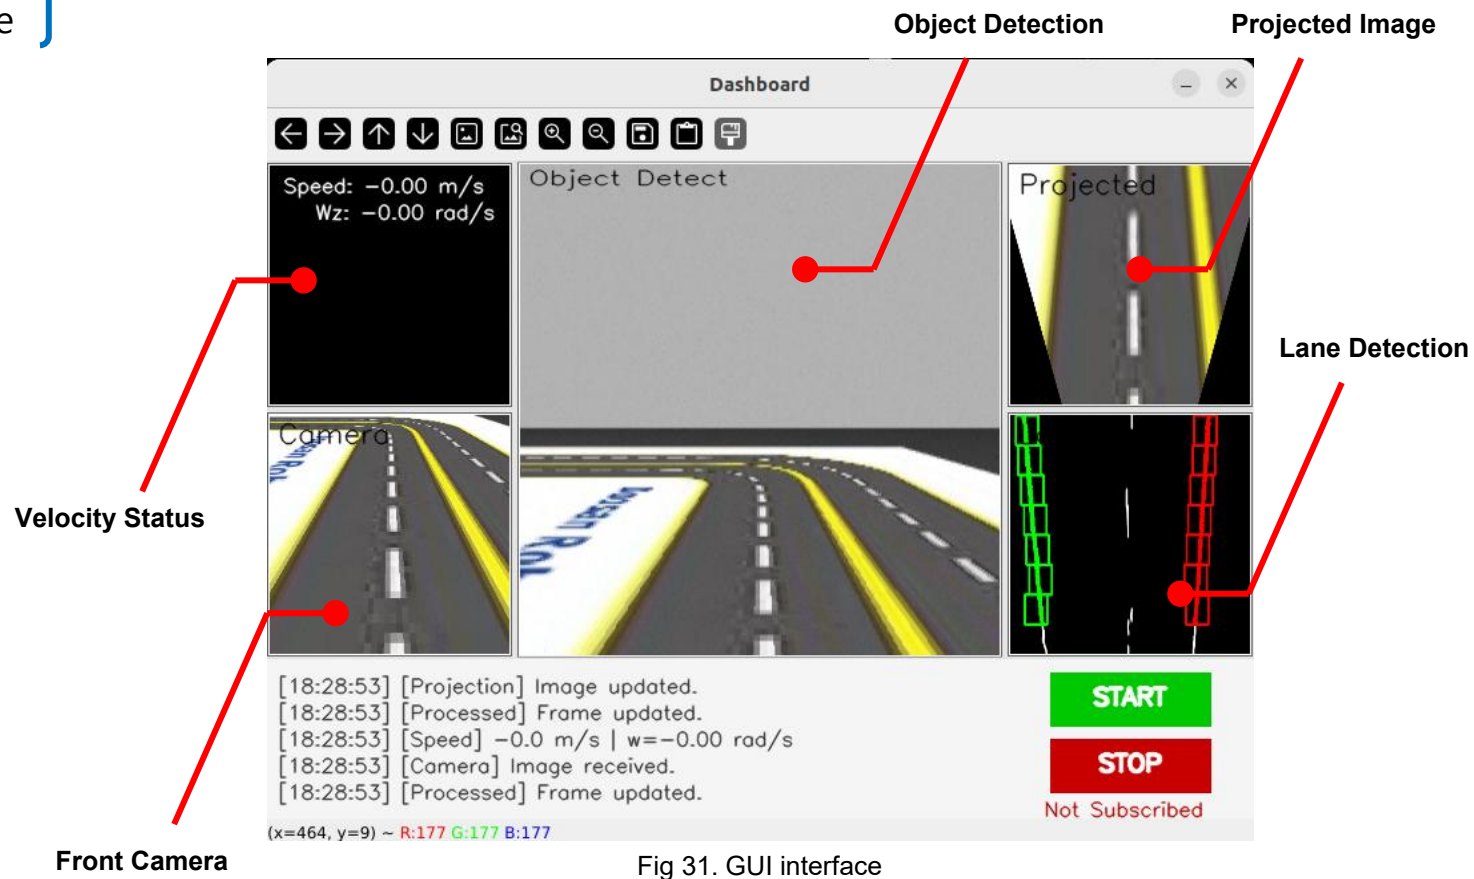 e
Object Detection
Projected Image
Dashboard
Speed: -0.00 m/s
Wz: -0.00 rad/s
Object Detect
Projected
Lane Detection
Camera
Velocity Status
[18:28:53] [Projection] Image updated.
[18:28:53] [Processed] Frame updated.
[18:28:53] [Speed] -0.0 m/s | w=-0.00 rad/s
[18:28:53] [Camera] Image received.
[18:28:53] [Processed] Frame updated.
START
STOP
Not Subscribed
(x=464, y=9) ~ R:177 G:177 B:177
Front Camera
Fig 31. GUI interface